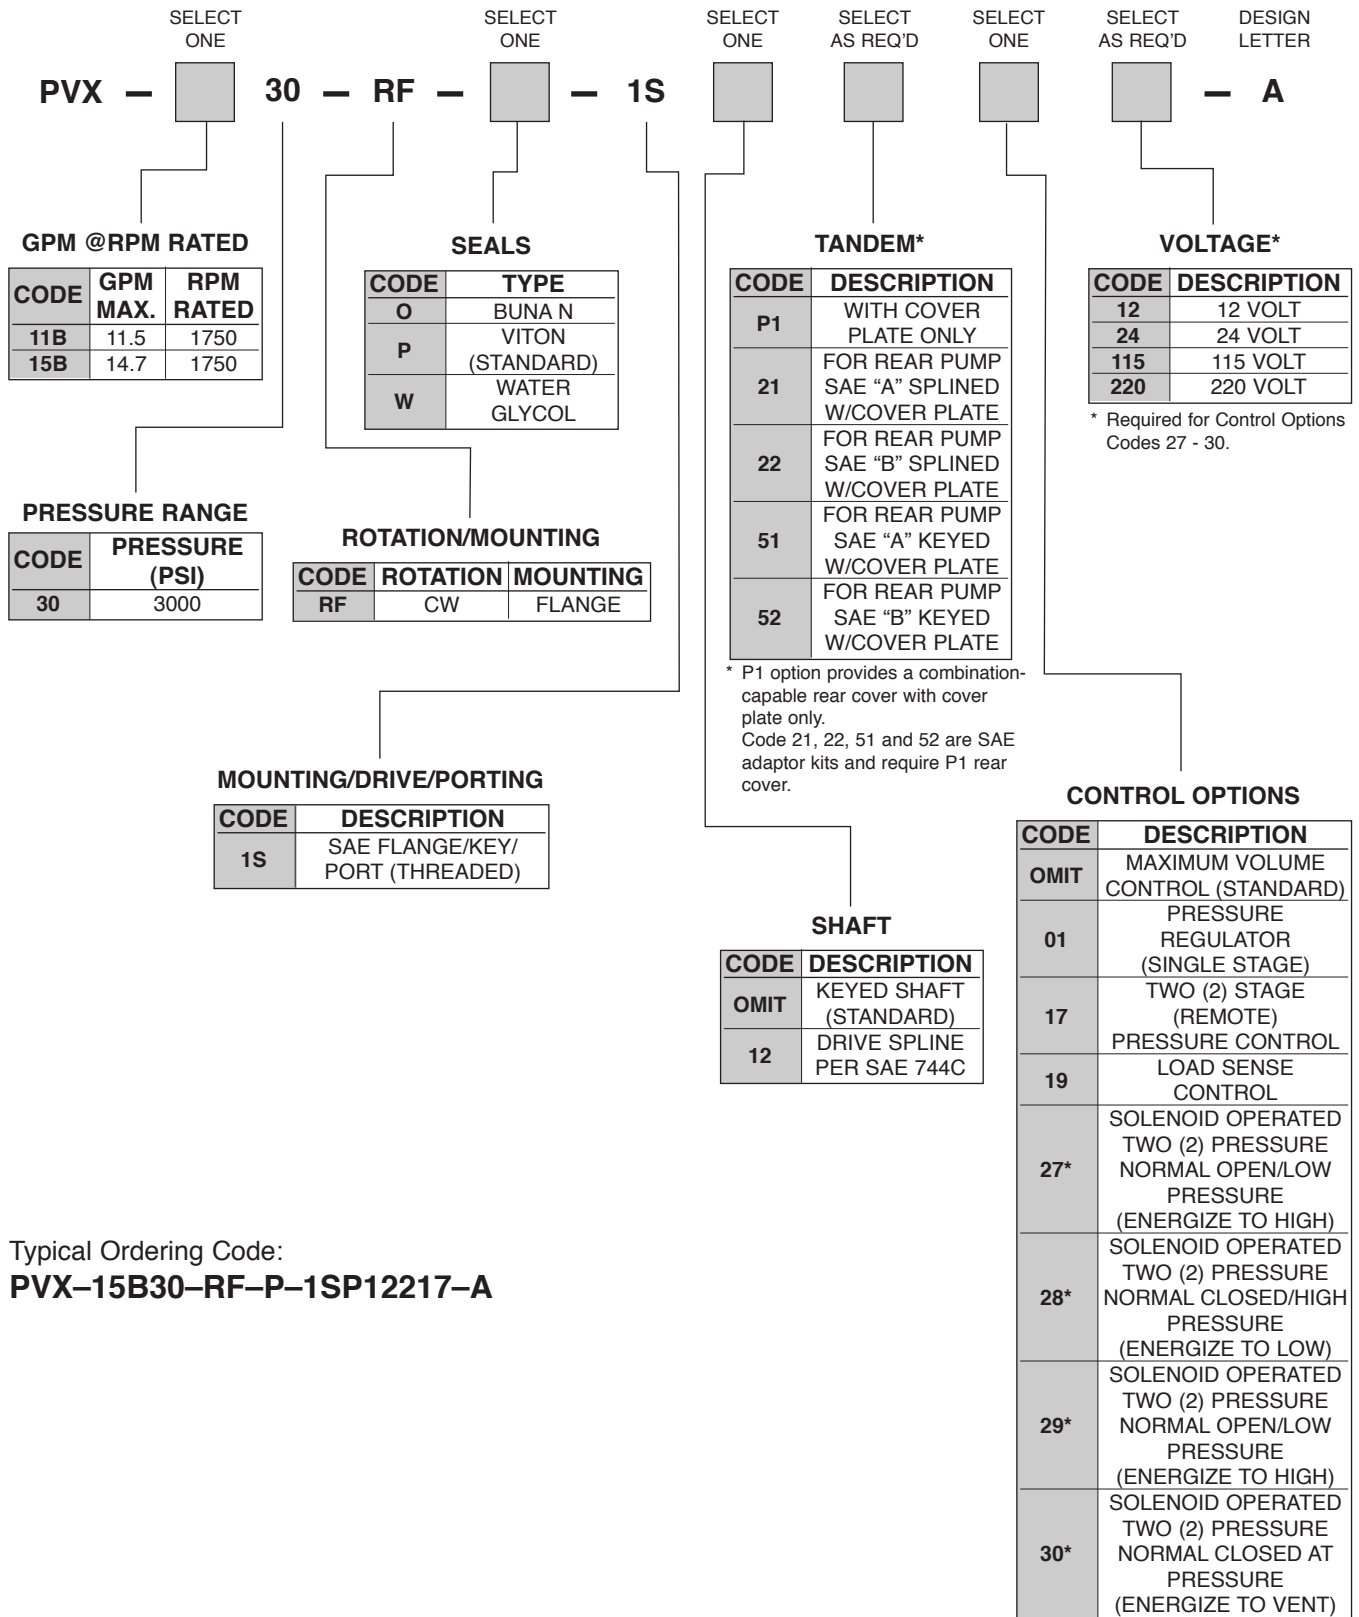 SELECT
ONE
SELECT
ONE
SELECT
ONE
SELECT
AS REQ'D
SELECT
ONE
SELECT
AS REQ'D
DESIGN
LETTER
PVX – 30 – RF – – 1S – A
GPM @RPM RATED
CODE GPM MAX. RPM RATED
11B 11.5 1750
15B 14.7 1750
SEALS
CODE TYPE
O BUNA N
P VITON
(STANDARD)
W WATER
GLYCOL
TANDEM*
CODE DESCRIPTION
P1 WITH COVER
PLATE ONLY
21 FOR REAR PUMP
SAE “A” SPLINED
W/COVER PLATE
22 FOR REAR PUMP
SAE “B” SPLINED
W/COVER PLATE
51 FOR REAR PUMP
SAE “A” KEYED
W/COVER PLATE
52 FOR REAR PUMP
SAE “B” KEYED
W/COVER PLATE
* P1 option provides a combination-
capable rear cover with cover
plate only.
Code 21, 22, 51 and 52 are SAE
adaptor kits and require P1 rear
cover.
VOLTAGE*
CODE DESCRIPTION
12 12 VOLT
24 24 VOLT
115 115 VOLT
220 220 VOLT
* Required for Control Options
Codes 27 - 30.
PRESSURE RANGE
CODE PRESSURE
(PSI)
30 3000
ROTATION/MOUNTING
CODE ROTATION MOUNTING
RF CW FLANGE
MOUNTING/DRIVE/PORTING
CODE DESCRIPTION
1S SAE FLANGE/KEY/
PORT (THREADED)
SHAFT
CODE DESCRIPTION
OMIT KEYED SHAFT
(STANDARD)
12 DRIVE SPLINE
PER SAE 744C
CONTROL OPTIONS
CODE DESCRIPTION
OMIT MAXIMUM VOLUME
CONTROL (STANDARD)
01 PRESSURE
REGULATOR
(SINGLE STAGE)
17 TWO (2) STAGE
(REMOTE)
PRESSURE CONTROL
19 LOAD SENSE
CONTROL
27* SOLENOID OPERATED
TWO (2) PRESSURE
NORMAL OPEN/LOW
PRESSURE
(ENERGIZE TO HIGH)
28* SOLENOID OPERATED
TWO (2) PRESSURE
NORMAL CLOSED/HIGH
PRESSURE
(ENERGIZE TO LOW)
29* SOLENOID OPERATED
TWO (2) PRESSURE
NORMAL OPEN/LOW
PRESSURE
(ENERGIZE TO HIGH)
30* SOLENOID OPERATED
TWO (2) PRESSURE
NORMAL CLOSED AT
PRESSURE
(ENERGIZE TO VENT)
Typical Ordering Code:
PVX–15B30–RF–P–1SP12217–A